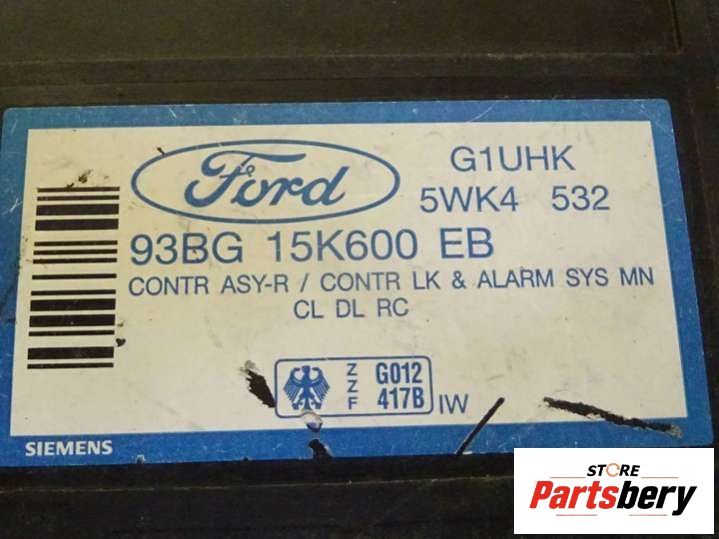 Ford
G1UHK
5WK4 532
93BG 15K600 EB
CONTR ASY-R / CONTR LK & ALARM SYS MN
CL DL RC
Z Z F
G012
417B
IW
SIEMENS
STORE
Partsbery